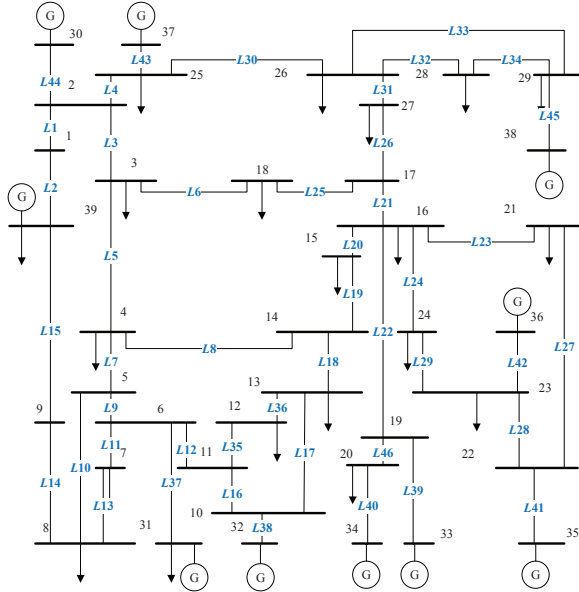 G G
30 37
L44 L43 L30 L33
2 25 26 L32 28 L34 29
L4 L31
L1 27 L45
1 L3 L26 38
3 18 17 G
L2 L6 L25
G L21
39 16 21
15 L20 L23
L5 L24
L19
4 14 24 G 36
L15 L22
L7 L8 L18 L29 L42 L27
5 13 23
9 L9 6 12 L36 19 L28
L11 L12 L35 L46 22
7 11 20
L14 L10 L37 L17 L39
L13 L16 L40 L41
8 31 10 32 L38 34 33 35
G G G G G